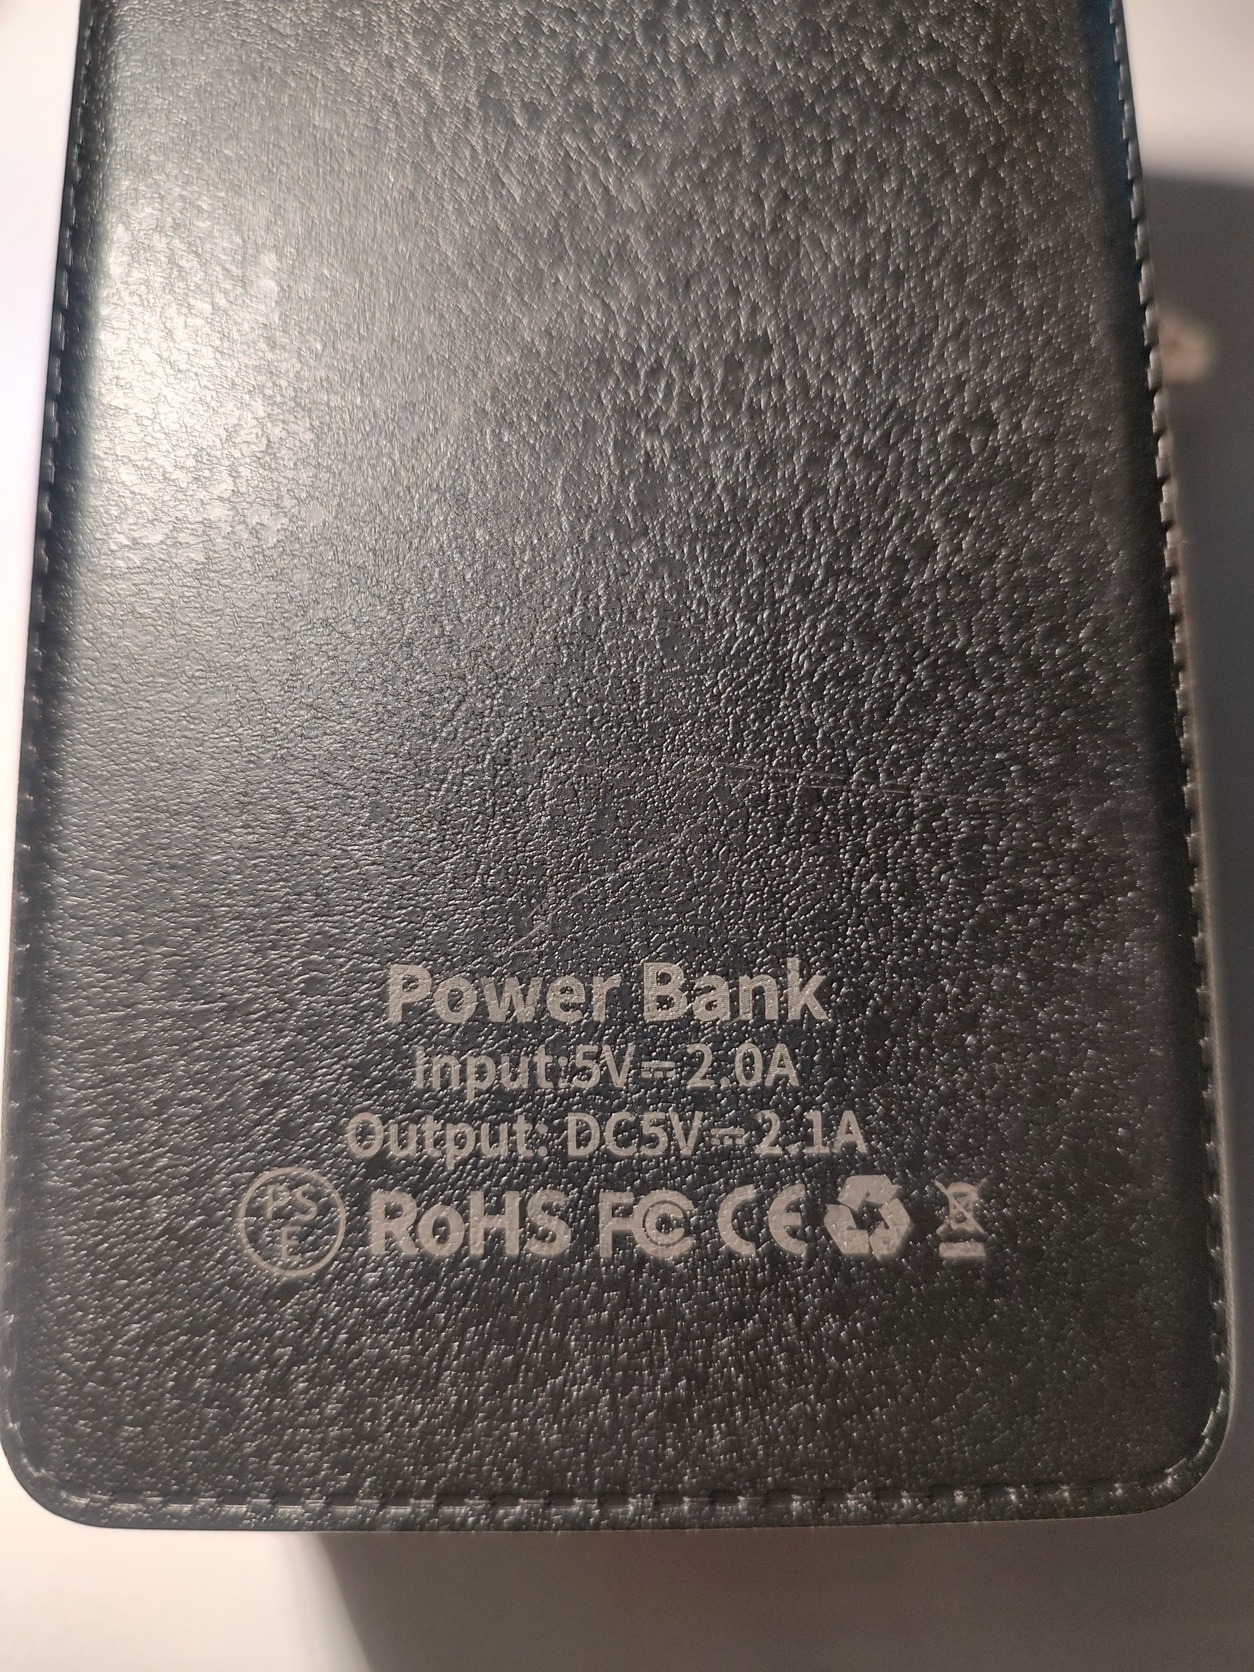 Power Bank
Input:5V⎓2.0A
Output: DC5V⎓2.1A
PSE RoHS FC CE